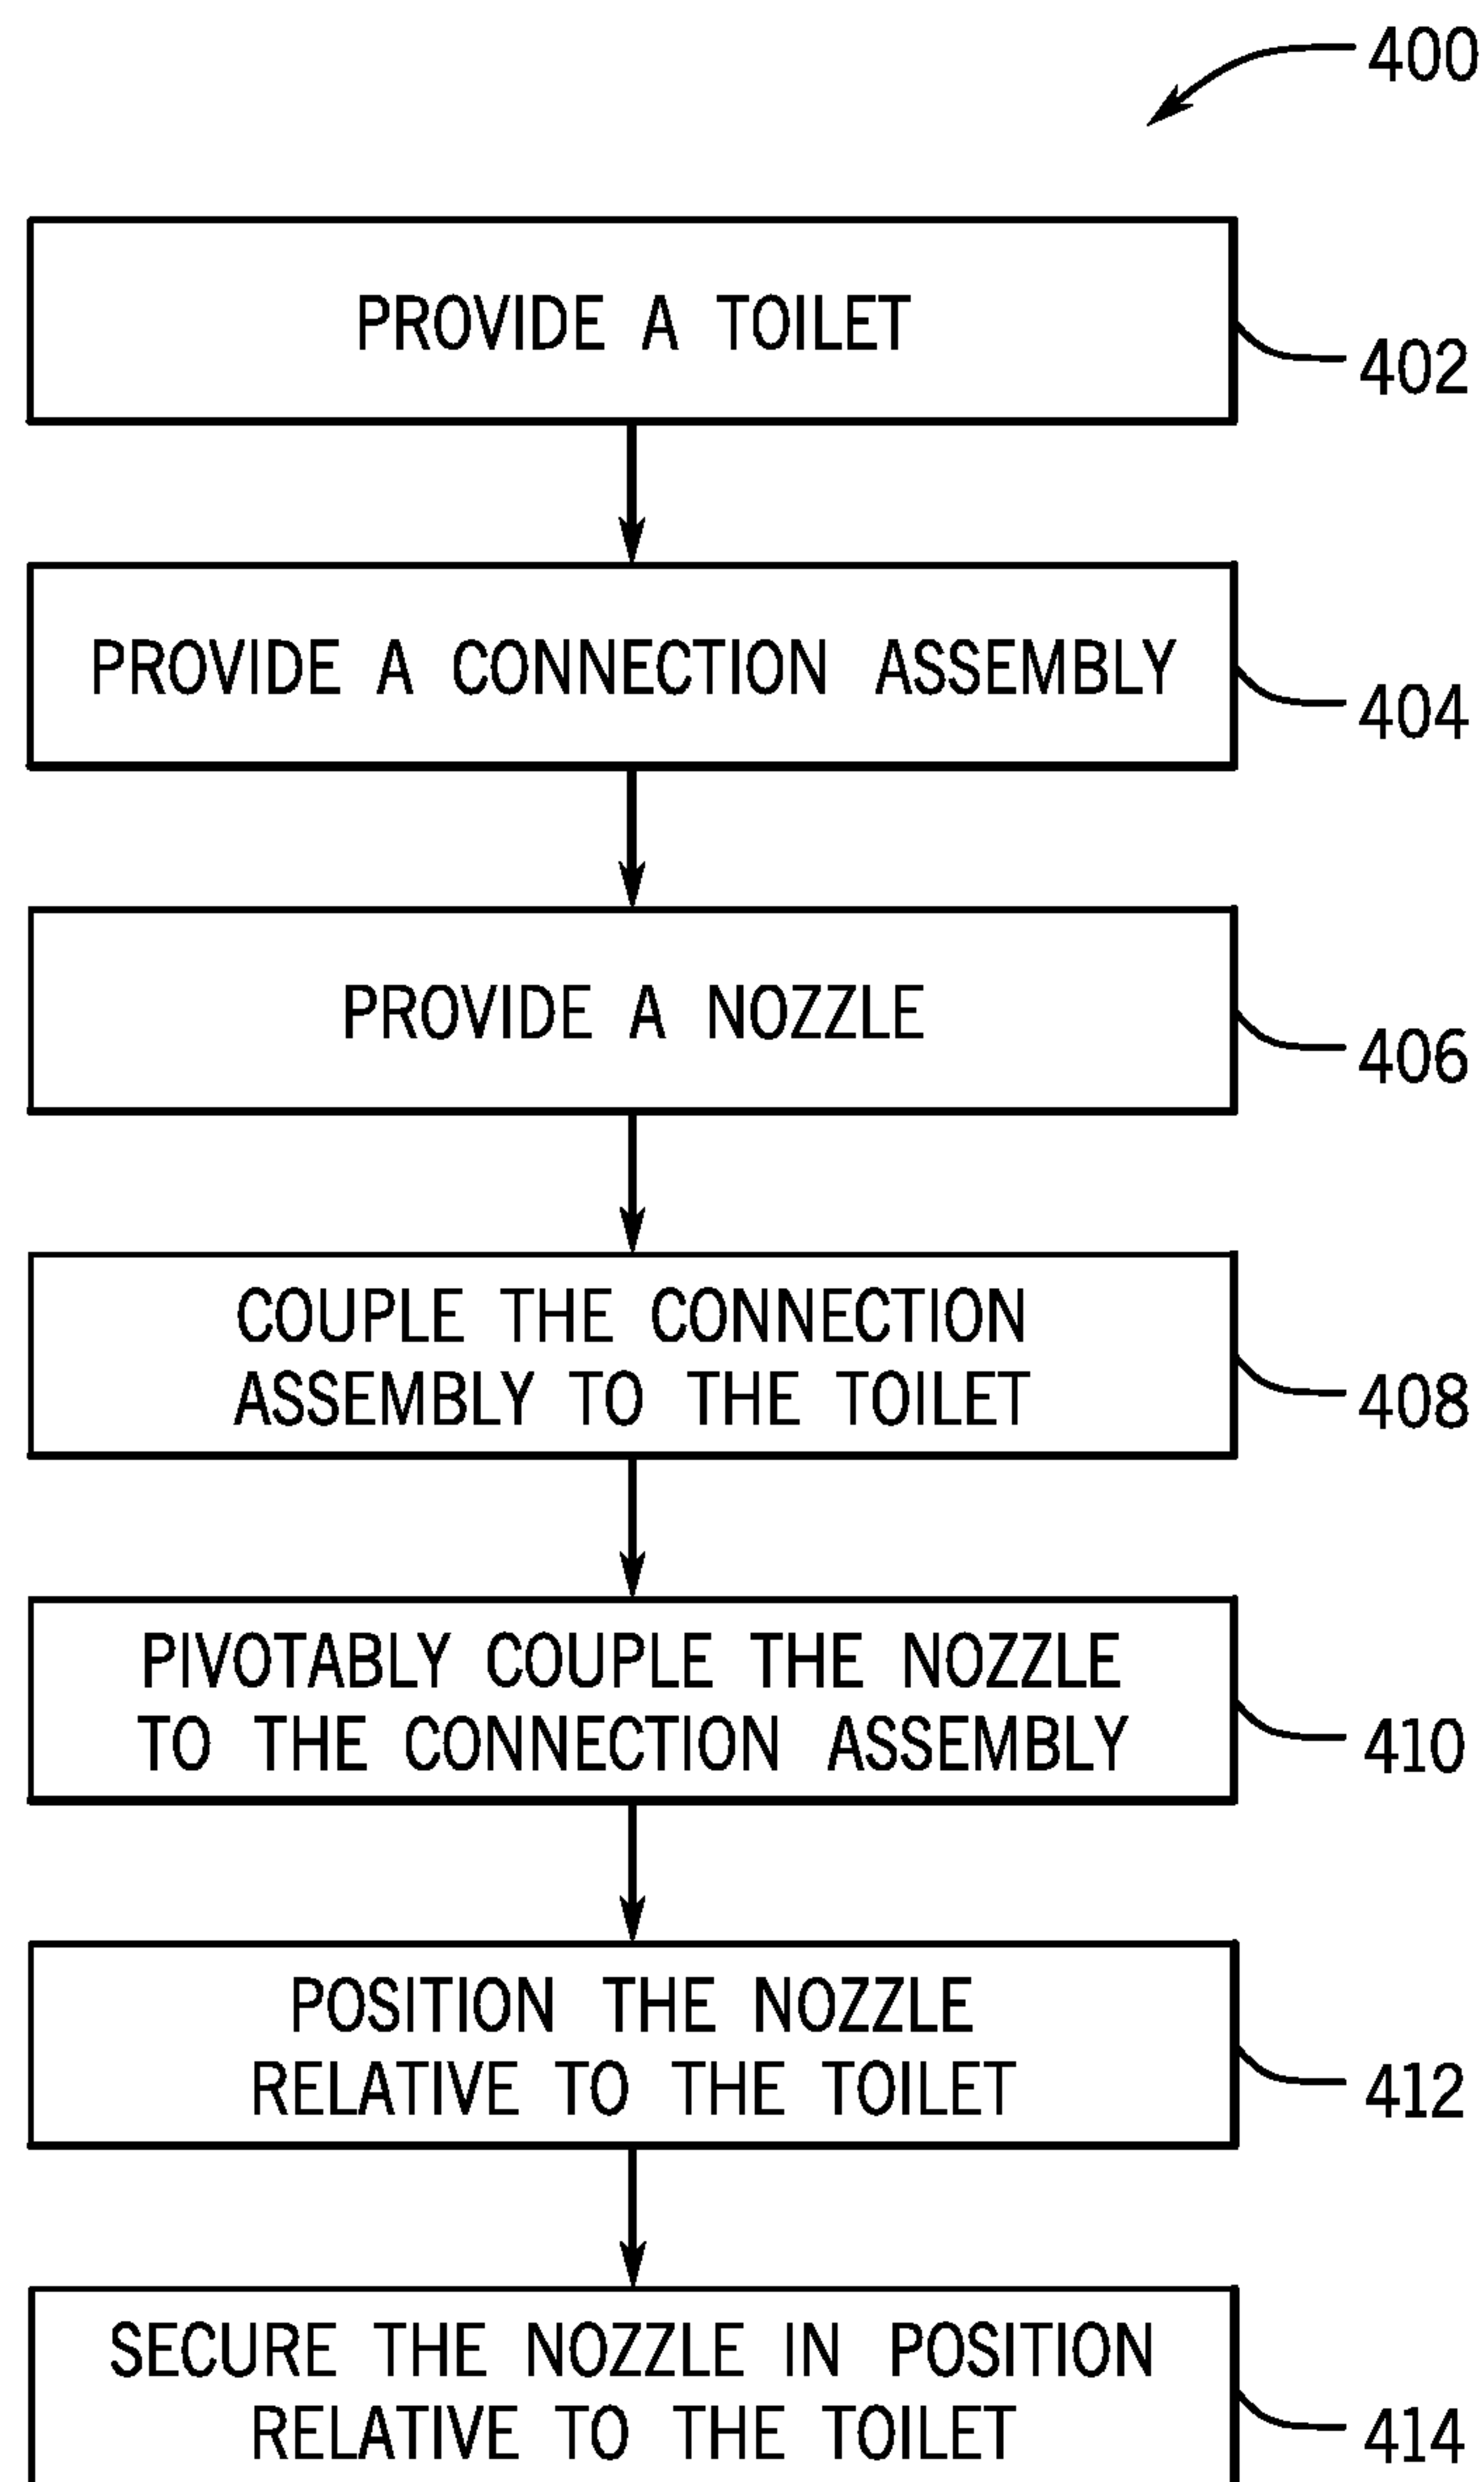 400
PROVIDE A TOILET
402
PROVIDE A CONNECTION ASSEMBLY
404
PROVIDE A NOZZLE
406
COUPLE THE CONNECTION
ASSEMBLY TO THE TOILET
408
PIVOTABLY COUPLE THE NOZZLE
TO THE CONNECTION ASSEMBLY
410
POSITION THE NOZZLE
RELATIVE TO THE TOILET
412
SECURE THE NOZZLE IN POSITION
RELATIVE TO THE TOILET
414